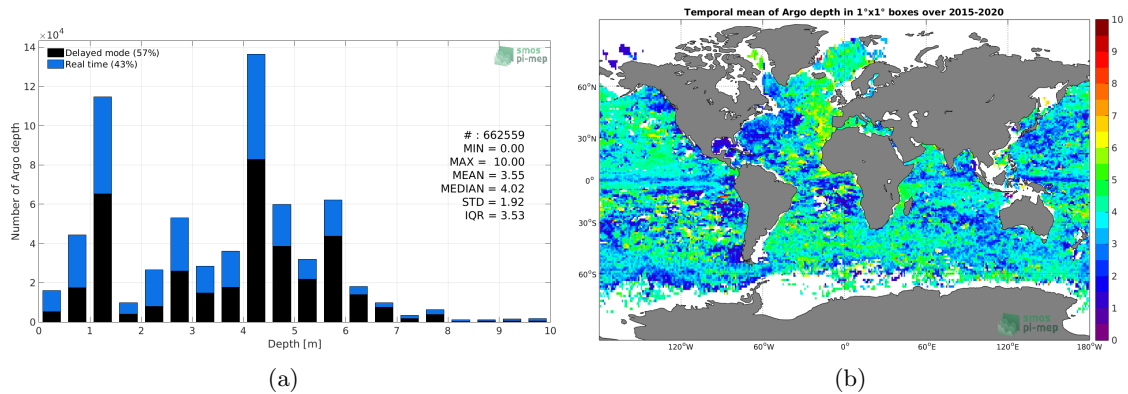 ×10⁴
14
12
10
8
6
4
2
0
Number of Argo depth
Delayed mode (57%)
Real time (43%)
smos
pi-mep
# : 662559
MIN = 0.00
MAX = 10.00
MEAN = 3.55
MEDIAN = 4.02
STD = 1.92
IQR = 3.53
0 1 2 3 4 5 6 7 8 9 10
Depth [m]
(a)
Temporal mean of Argo depth in 1°x1° boxes over 2015-2020
60°N
30°N
0°
30°S
60°S
120°W 60°W 0° 60°W 120°W 180°W
smos
pi-mep
10
9
8
7
6
5
4
3
2
1
0
(b)